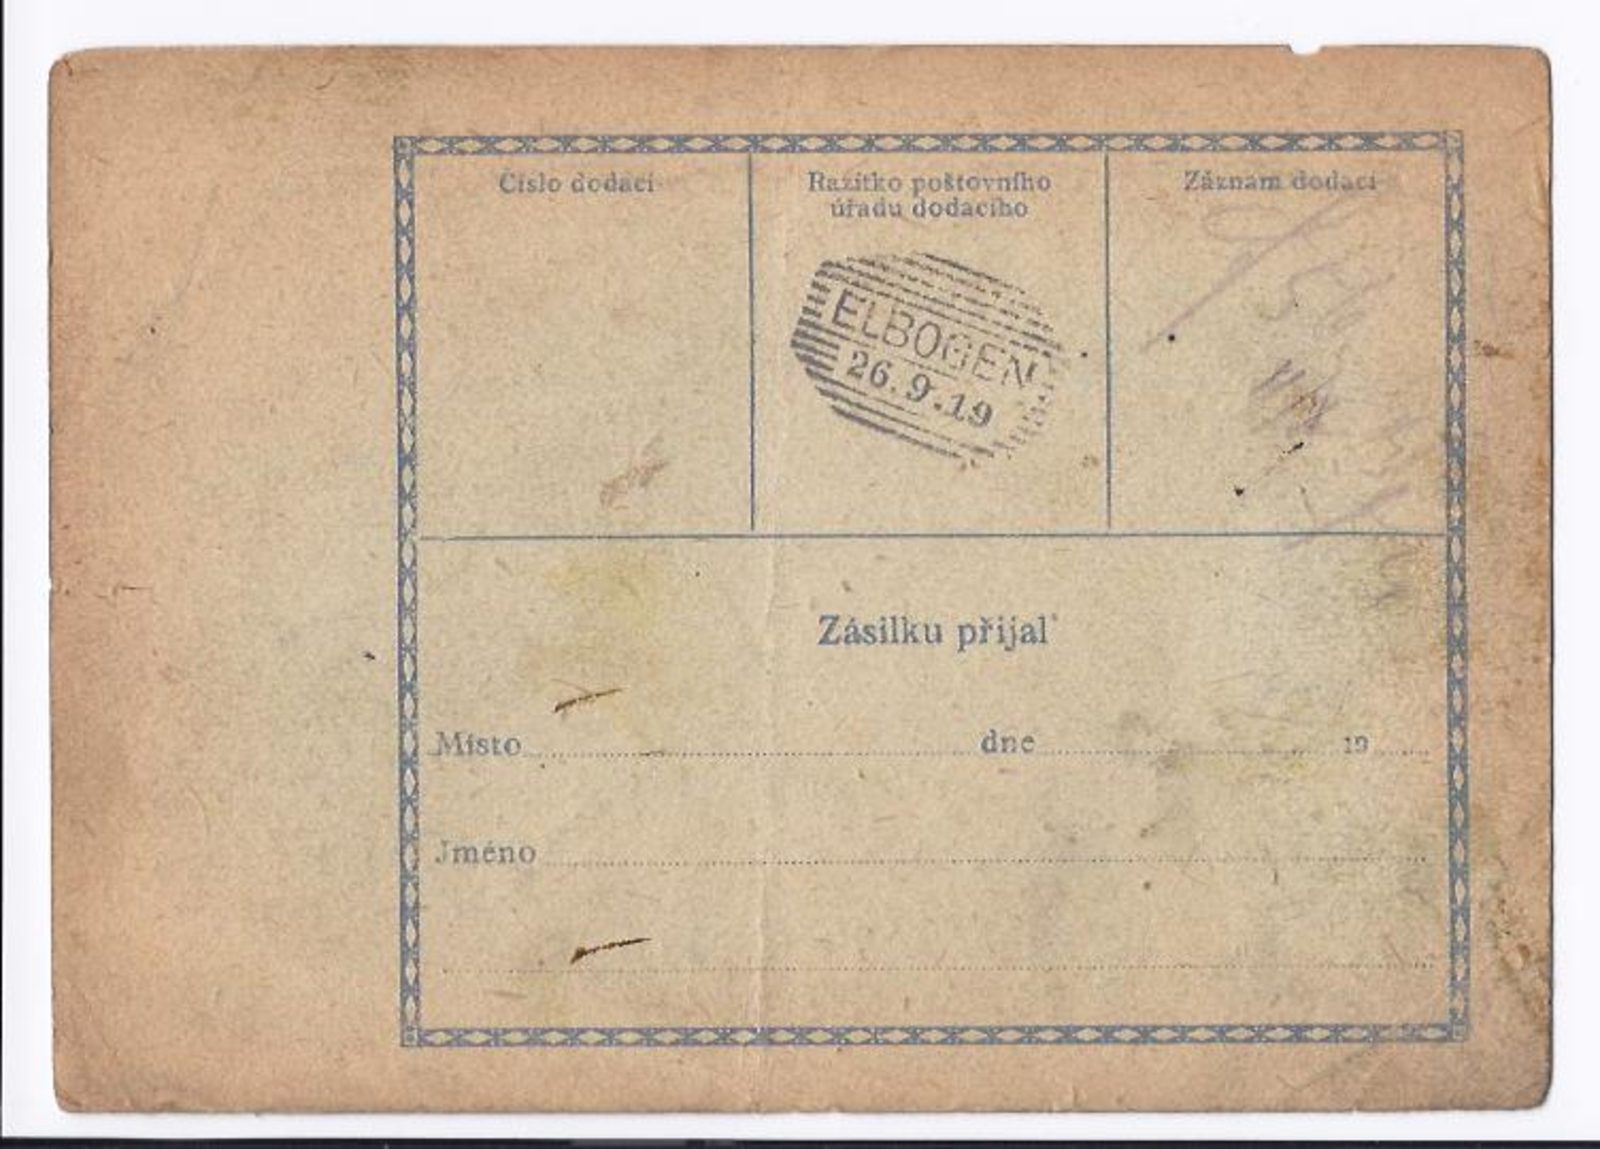 Číslo dodací
Razítko poštovního
úřadu dodacího
Záznam dodací
ELBOGEN
26.9.19
Zásilku přijal
Místo dne 19
Jméno